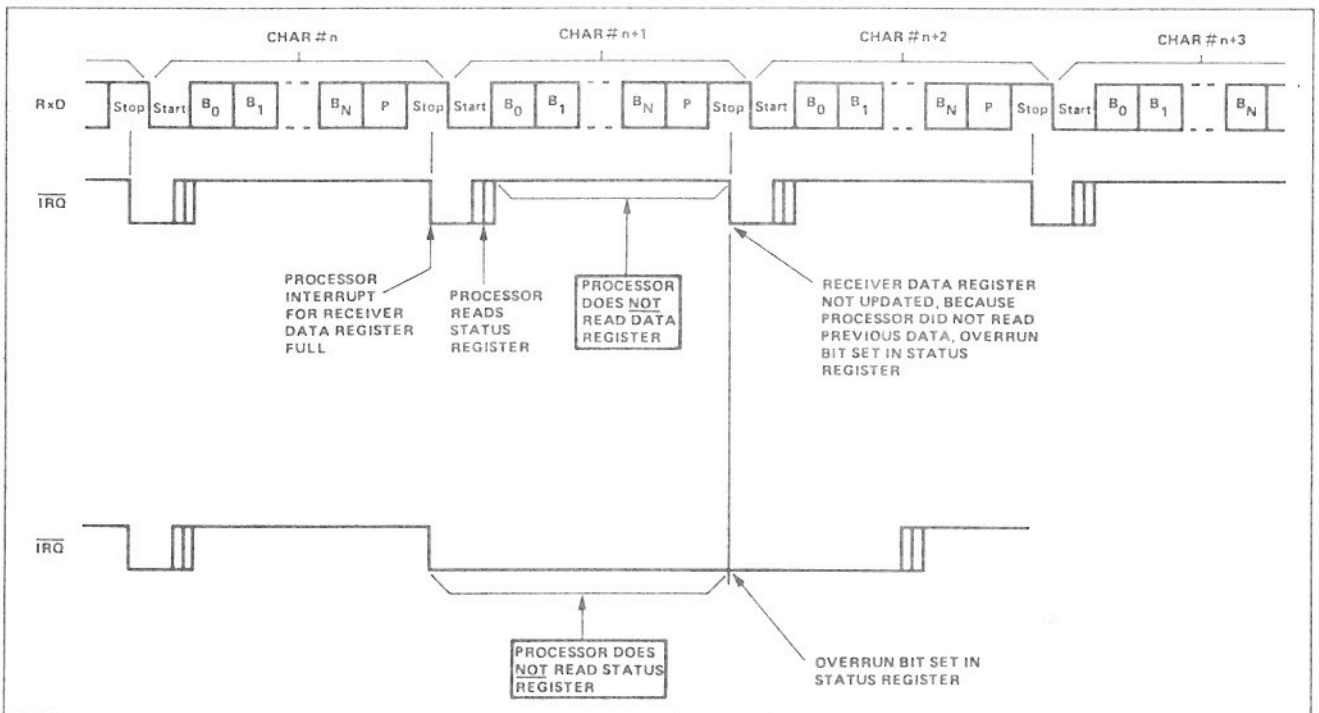 CHAR #n
CHAR #n+1
CHAR #n+2
CHAR #n+3
RxD
Stop Start B0 B1 BN P Stop Start B0 B1 BN P Stop Start B0 B1 BN P Stop Start B0 B1 BN
IRQ
PROCESSOR
INTERRUPT
FOR RECEIVER
DATA REGISTER
FULL
PROCESSOR
READS
STATUS
REGISTER
PROCESSOR
DOES NOT
READ DATA
REGISTER
RECEIVER DATA REGISTER
NOT UPDATED, BECAUSE
PROCESSOR DID NOT READ
PREVIOUS DATA, OVERRUN
BIT SET IN STATUS
REGISTER
IRQ
PROCESSOR DOES
NOT READ STATUS
REGISTER
OVERRUN BIT SET IN
STATUS REGISTER